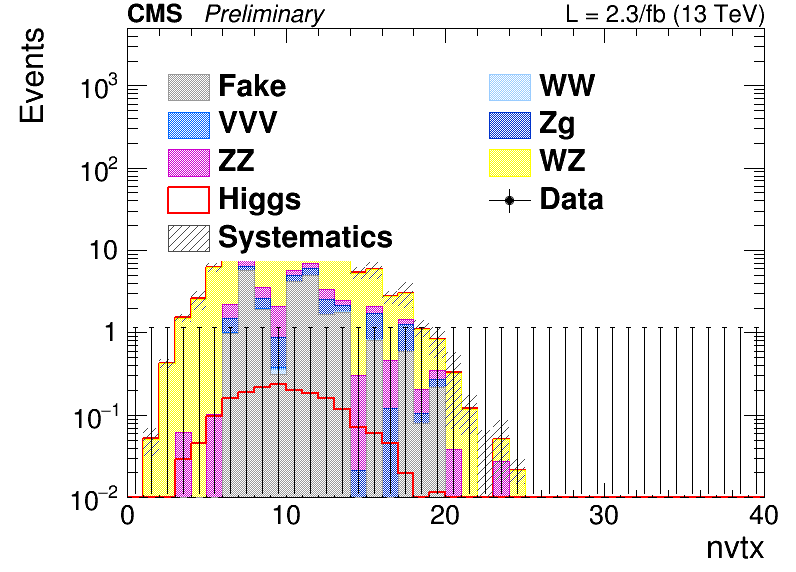 CMS Preliminary L = 2.3/fb (13 TeV)
Events
10³
10²
10
1
10⁻¹
10⁻²
Fake WW
VVV Zg
ZZ WZ
Higgs Data
Systematics
0 10 20 30 40
nvtx